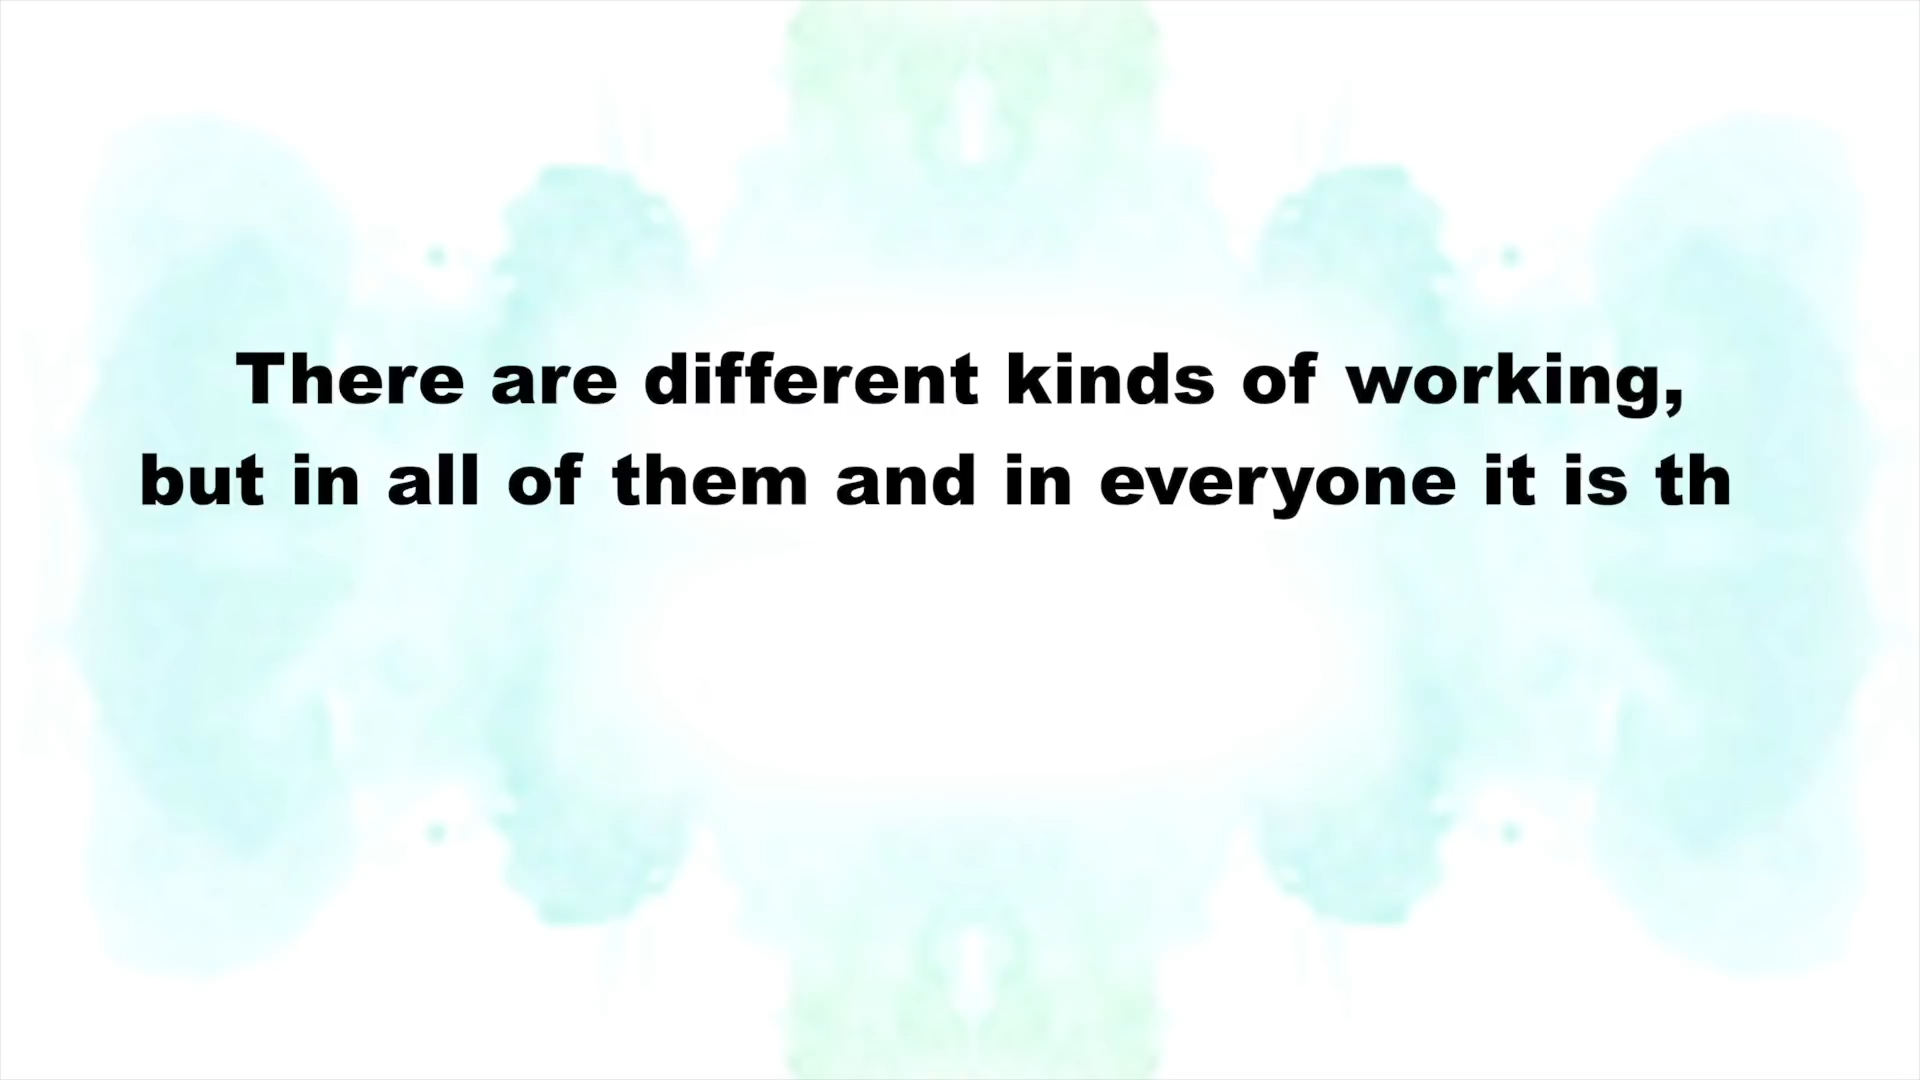 There are different kinds of working,
but in all of them and in everyone it is th